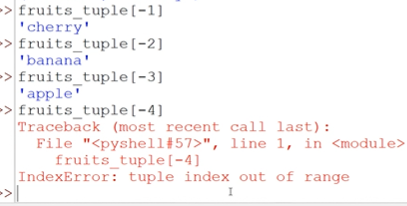 >> fruits_tuple[-1]
'cherry'
>> fruits_tuple[-2]
'banana'
>> fruits_tuple[-3]
'apple'
>> fruits_tuple[-4]
Traceback (most recent call last):
  File "<pyshell#57>", line 1, in <module>
    fruits_tuple[-4]
IndexError: tuple index out of range
>>